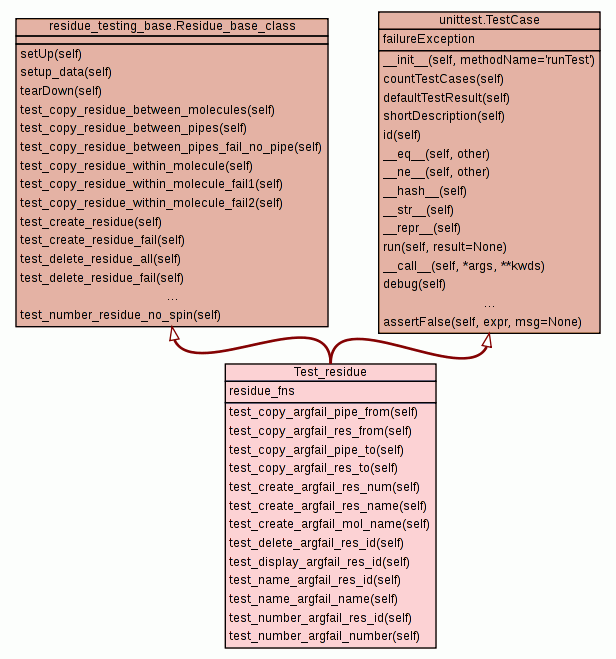 residue_testing_base.Residue_base_class
setUp(self)
setup_data(self)
tearDown(self)
test_copy_residue_between_molecules(self)
test_copy_residue_between_pipes(self)
test_copy_residue_between_pipes_fail_no_pipe(self)
test_copy_residue_within_molecule(self)
test_copy_residue_within_molecule_fail1(self)
test_copy_residue_within_molecule_fail2(self)
test_create_residue(self)
test_create_residue_fail(self)
test_delete_residue_all(self)
test_delete_residue_fail(self)
...
test_number_residue_no_spin(self)
unittest.TestCase
failureException
__init__(self, methodName='runTest')
countTestCases(self)
defaultTestResult(self)
shortDescription(self)
id(self)
__eq__(self, other)
__ne__(self, other)
__hash__(self)
__str__(self)
__repr__(self)
run(self, result=None)
__call__(self, *args, **kwds)
debug(self)
...
assertFalse(self, expr, msg=None)
Test_residue
residue_fns
test_copy_argfail_pipe_from(self)
test_copy_argfail_res_from(self)
test_copy_argfail_pipe_to(self)
test_copy_argfail_res_to(self)
test_create_argfail_res_num(self)
test_create_argfail_res_name(self)
test_create_argfail_mol_name(self)
test_delete_argfail_res_id(self)
test_display_argfail_res_id(self)
test_name_argfail_res_id(self)
test_name_argfail_name(self)
test_number_argfail_res_id(self)
test_number_argfail_number(self)